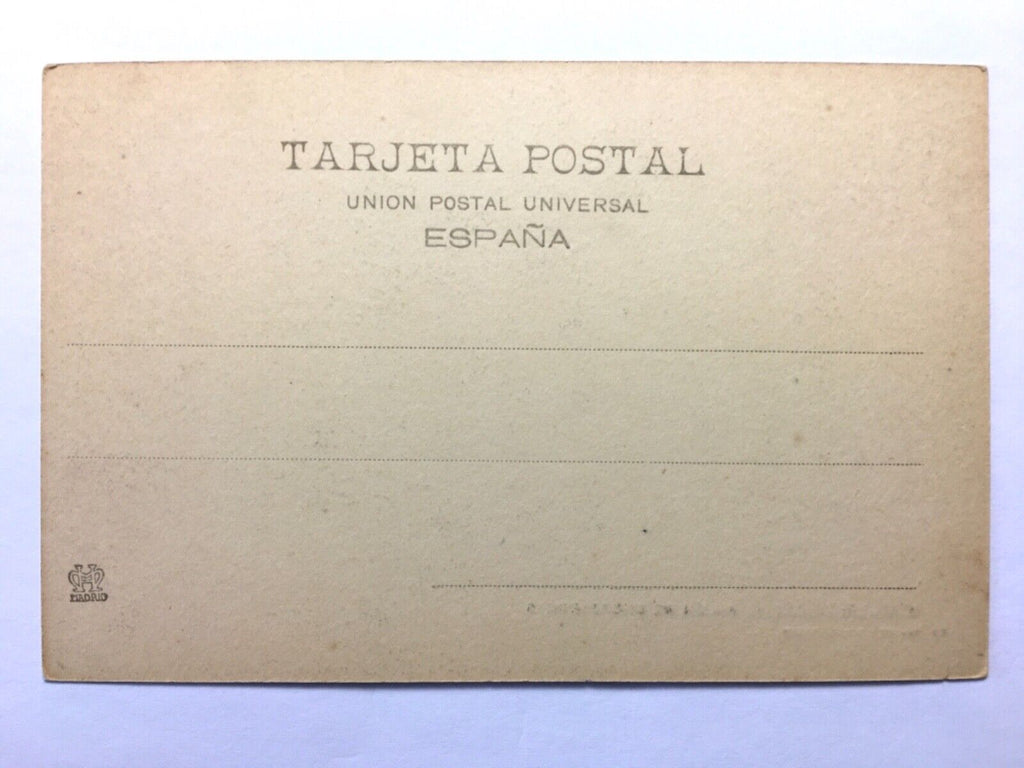 TARJETA POSTAL
UNION POSTAL UNIVERSAL
ESPAÑA
MADRID